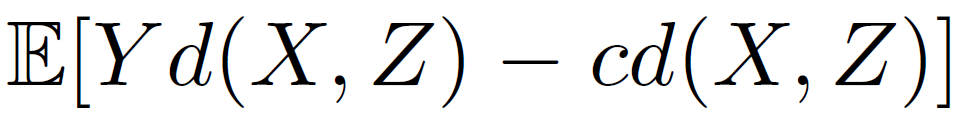 𝔼[Y d(X, Z) − cd(X, Z)]